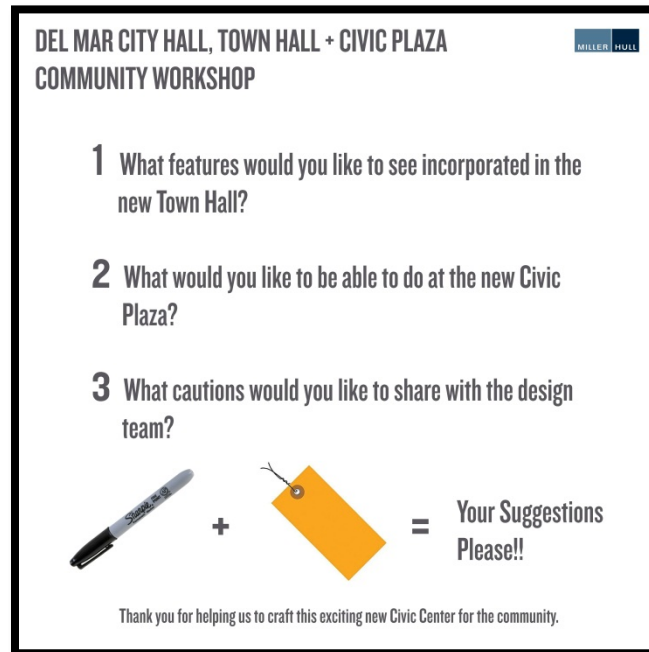 DEL MAR CITY HALL, TOWN HALL + CIVIC PLAZA
COMMUNITY WORKSHOP
MILLER HULL
1 What features would you like to see incorporated in the
new Town Hall?
2 What would you like to be able to do at the new Civic
Plaza?
3 What cautions would you like to share with the design
team?
Sharpie
+
=
Your Suggestions
Please!!
Thank you for helping us to craft this exciting new Civic Center for the community.